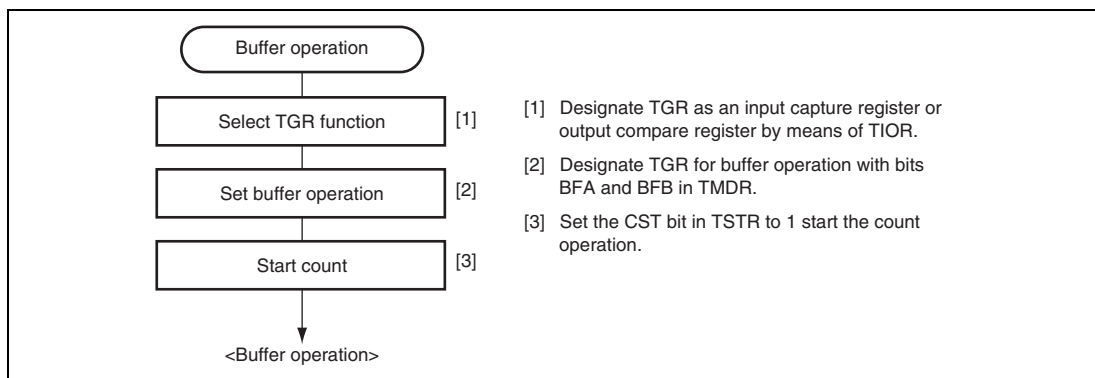 Buffer operation
Select TGR function
[1]
Set buffer operation
[2]
Start count
[3]
<Buffer operation>
[1] Designate TGR as an input capture register or
output compare register by means of TIOR.
[2] Designate TGR for buffer operation with bits
BFA and BFB in TMDR.
[3] Set the CST bit in TSTR to 1 start the count
operation.